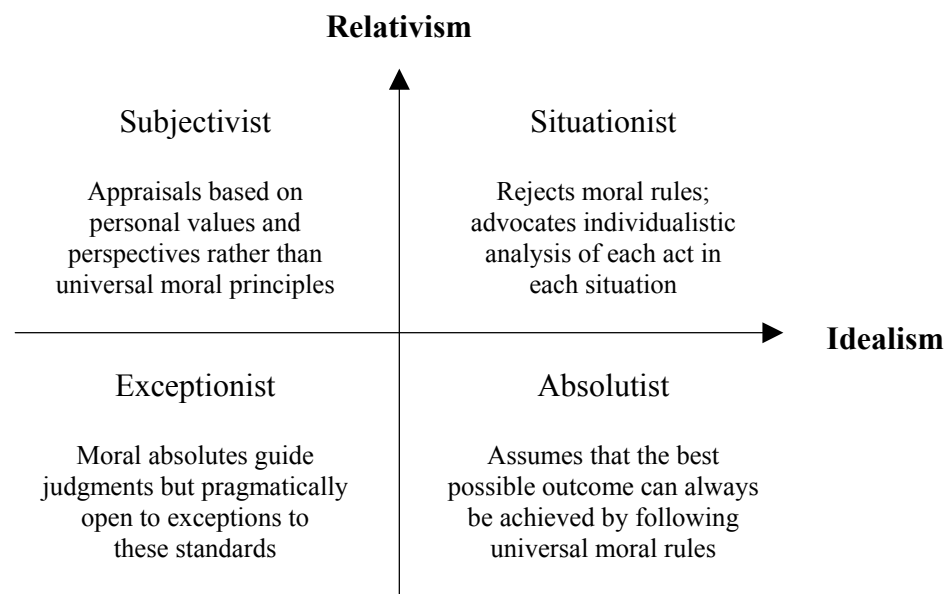 Relativism
Subjectivist
Appraisals based on
personal values and
perspectives rather than
universal moral principles
Situationist
Rejects moral rules;
advocates individualistic
analysis of each act in
each situation
Idealism
Exceptionist
Moral absolutes guide
judgments but pragmatically
open to exceptions to
these standards
Absolutist
Assumes that the best
possible outcome can always
be achieved by following
universal moral rules